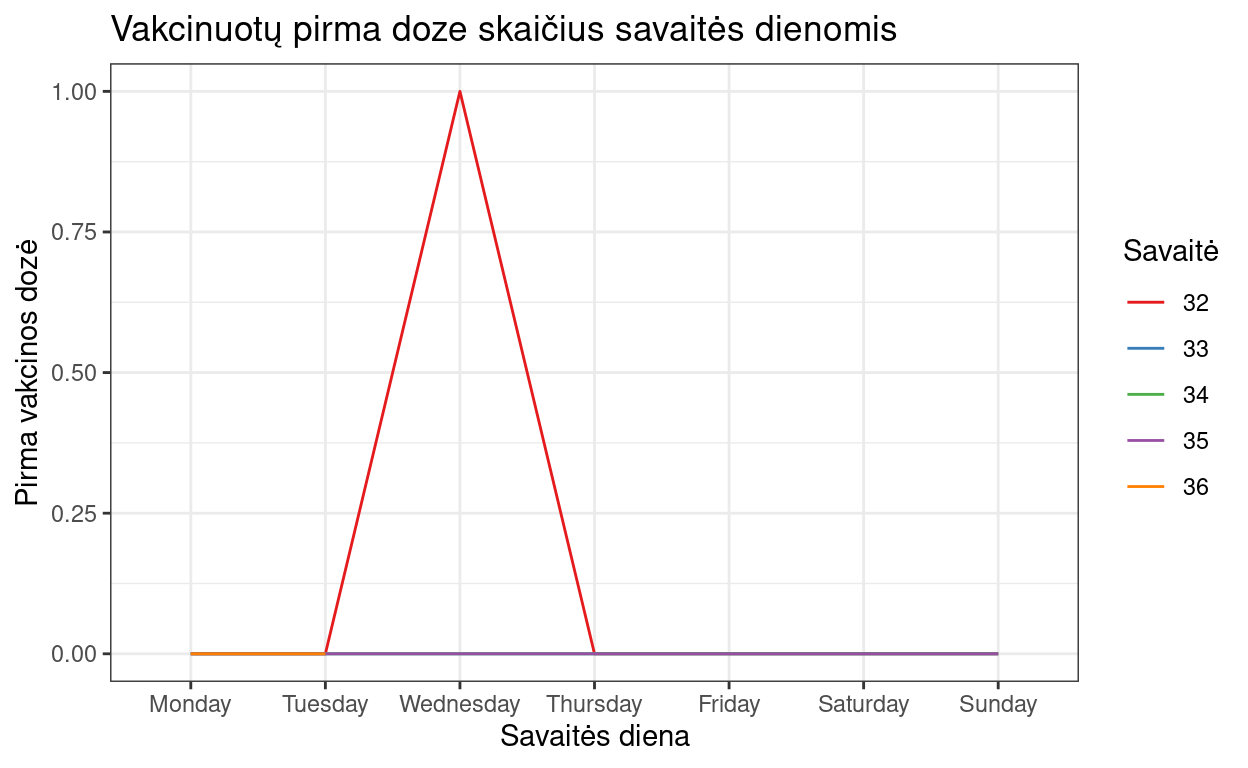 Vakcinuotų pirma doze skaičius savaitės dienomis
Pirma vakcinos dozė
1.00
0.75
0.50
0.25
0.00
Monday Tuesday Wednesday Thursday Friday Saturday Sunday
Savaitės diena
Savaitė
32
33
34
35
36